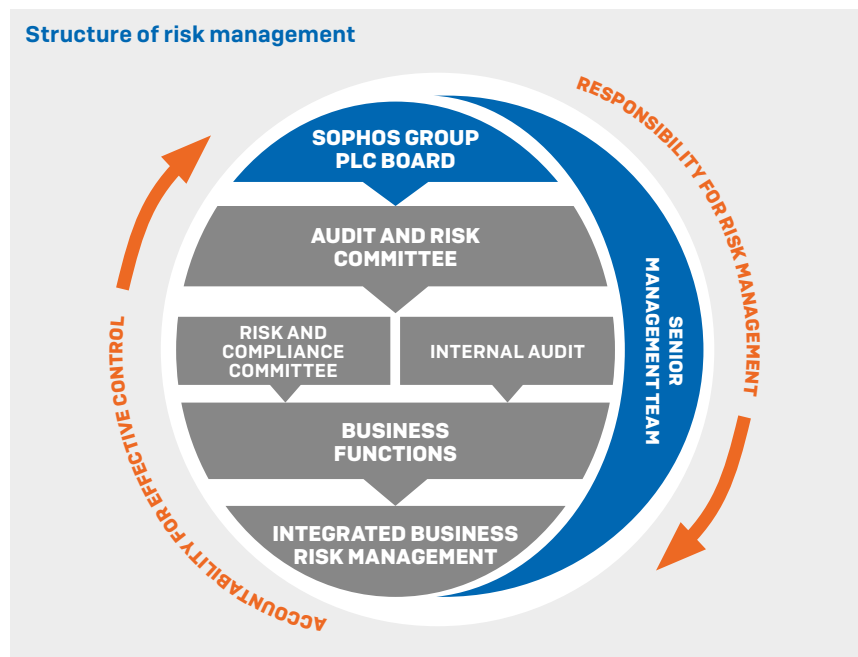 Structure of risk management
SOPHOS GROUP
PLC BOARD
AUDIT AND RISK
COMMITTEE
RISK AND
COMPLIANCE
COMMITTEE
INTERNAL AUDIT
BUSINESS
FUNCTIONS
INTEGRATED BUSINESS
RISK MANAGEMENT
SENIOR
MANAGEMENT TEAM
RESPONSIBILITY FOR RISK MANAGEMENT
ACCOUNTABILITY FOR EFFECTIVE CONTROL